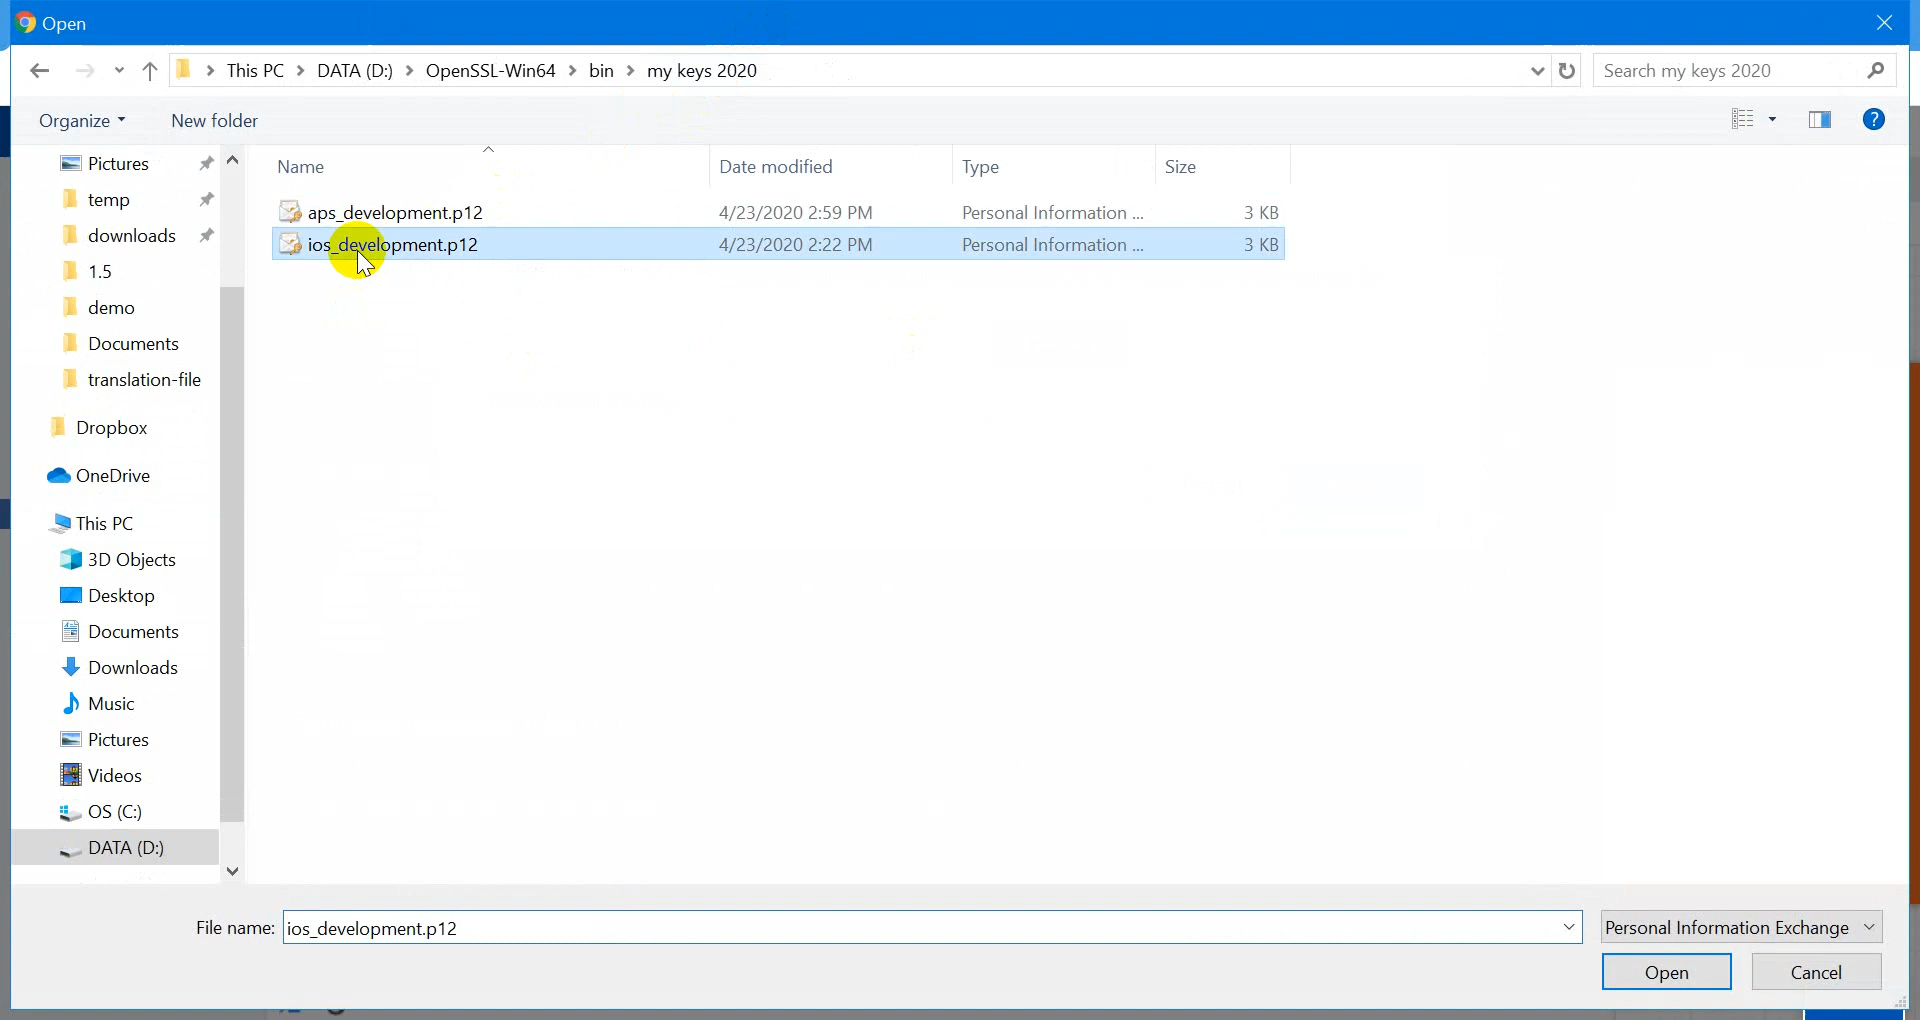 Open
This PC > DATA (D:) > OpenSSL-Win64 > bin > my keys 2020
Search my keys 2020
Organize
New folder
?
Pictures
temp
downloads
1.5
demo
Documents
translation-file
Dropbox
OneDrive
This PC
3D Objects
Desktop
Documents
Downloads
Music
Pictures
Videos
OS (C:)
DATA (D:)
Name Date modified Type Size
aps_development.p12 4/23/2020 2:59 PM Personal Information ... 3 KB
ios_development.p12 4/23/2020 2:22 PM Personal Information ... 3 KB
File name: ios_development.p12
Personal Information Exchange
Open
Cancel